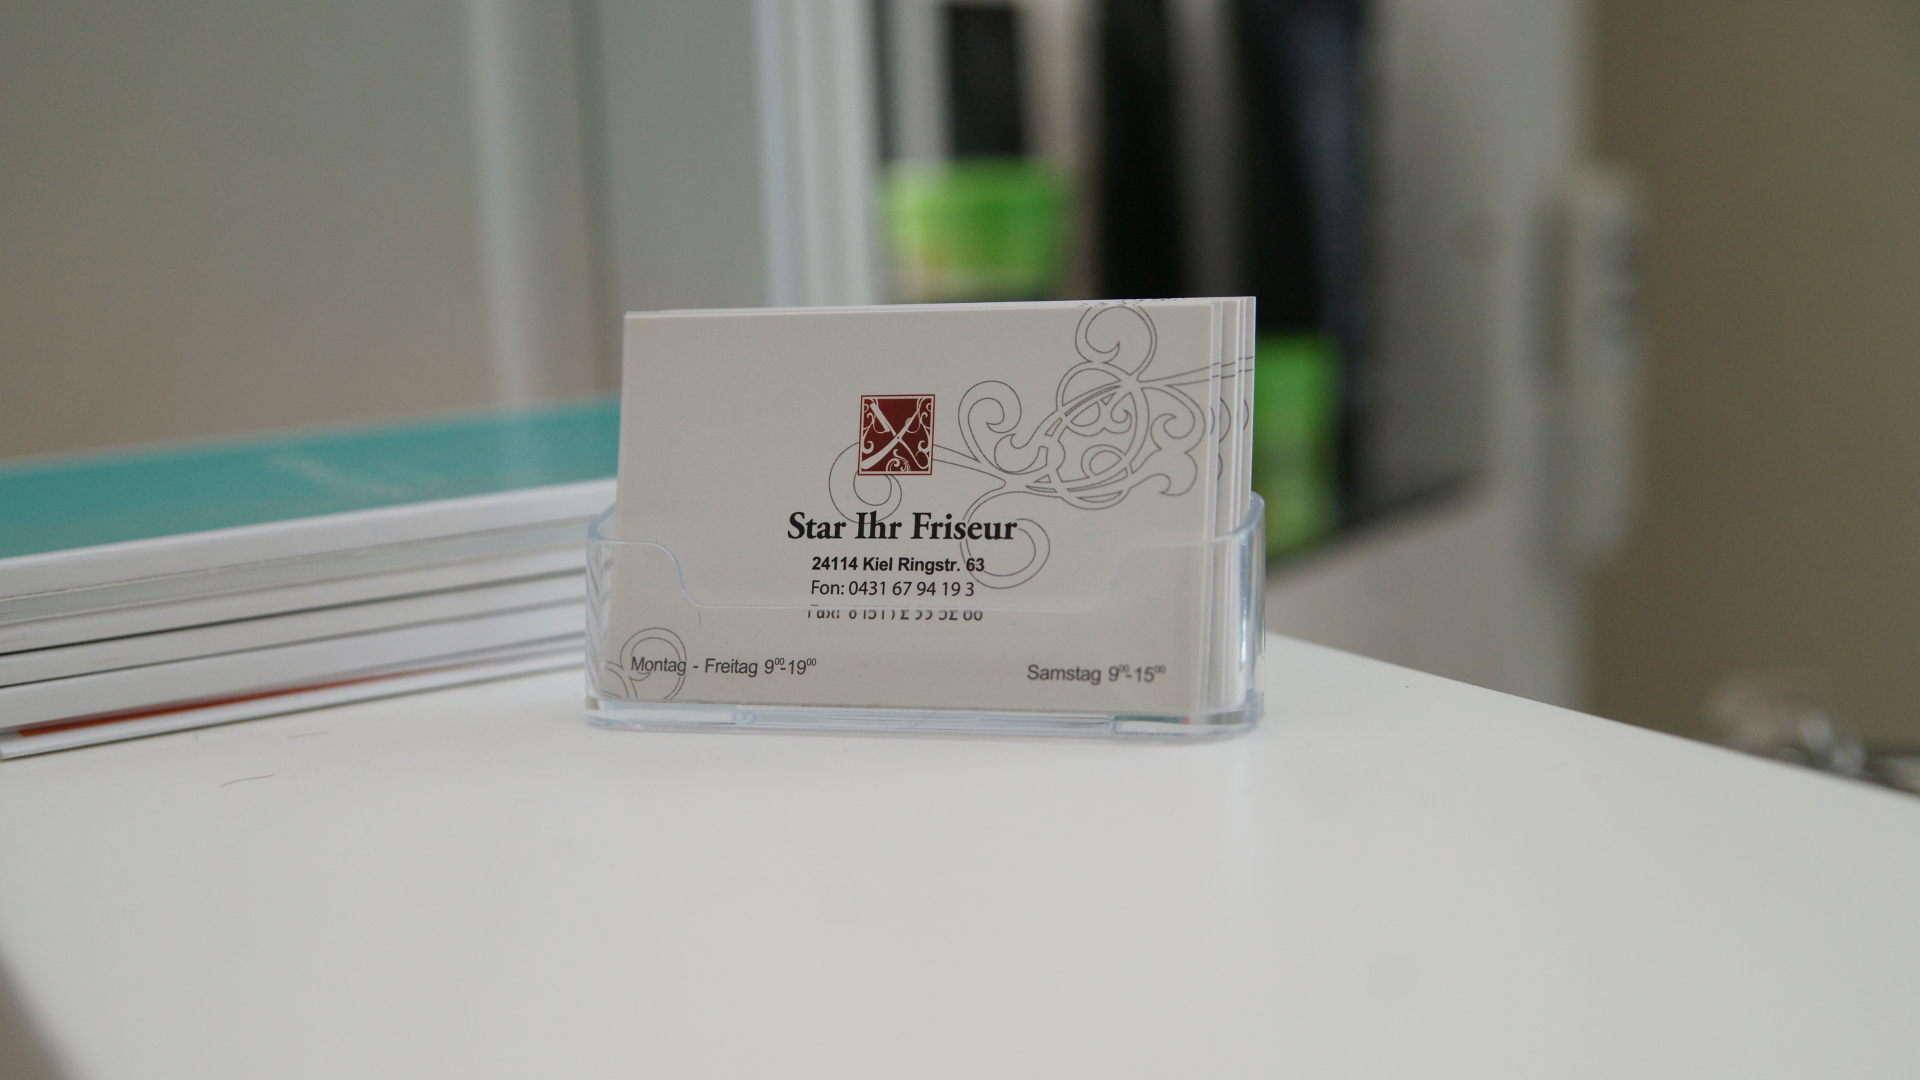 Star Ihr Friseur
24114 Kiel Ringstr. 63
Fon: 0431 67 94 19 3
Montag - Freitag 9⁰⁰-19⁰⁰
Samstag 9⁰⁰-15⁰⁰